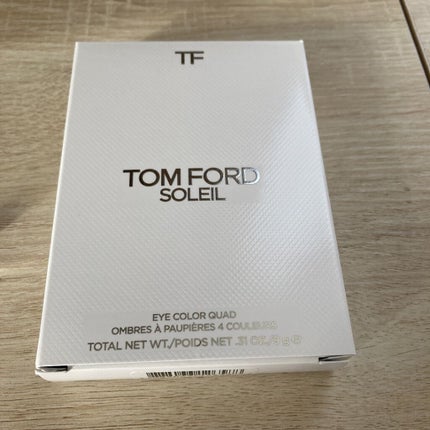 TF
TOM FORD
SOLEIL
EYE COLOR QUAD
OMBRES À PAUPIÈRES 4 COULEURS
TOTAL NET WT./POIDS NET .31 OZ./9 g ℮